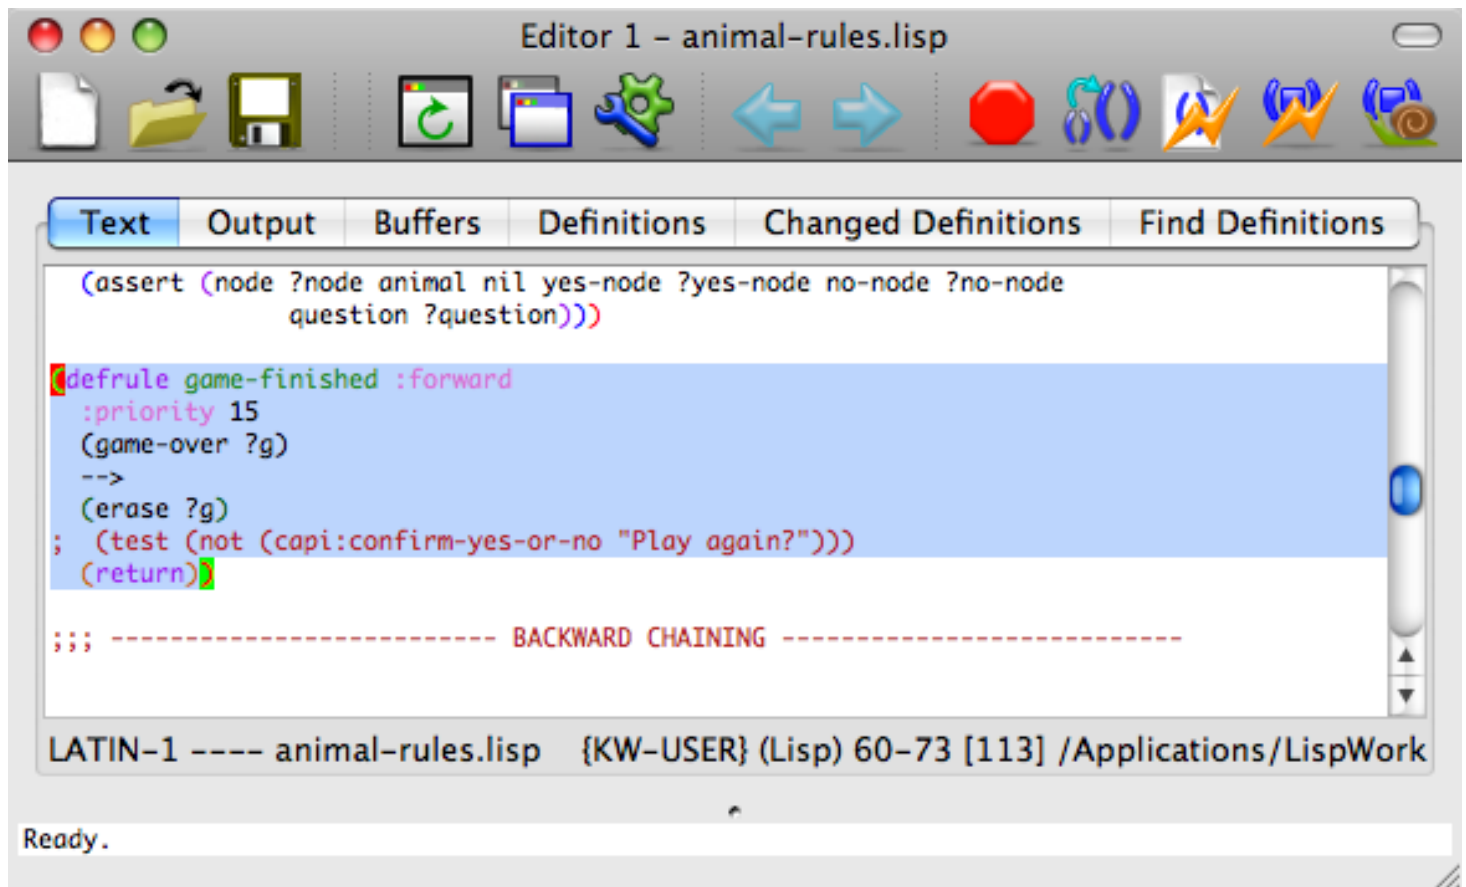 Editor 1 – animal-rules.lisp
Text Output Buffers Definitions Changed Definitions Find Definitions
(assert (node ?node animal nil yes-node ?yes-node no-node ?no-node
question ?question)))
(defrule game-finished :forward
:priority 15
(game-over ?g)
-->
(erase ?g)
;  (test (not (capi:confirm-yes-or-no "Play again?")))
(return))
;;; -------------------------- BACKWARD CHAINING ---------------------------
LATIN-1 ---- animal-rules.lisp {KW-USER} (Lisp) 60-73 [113] /Applications/LispWork
Ready.